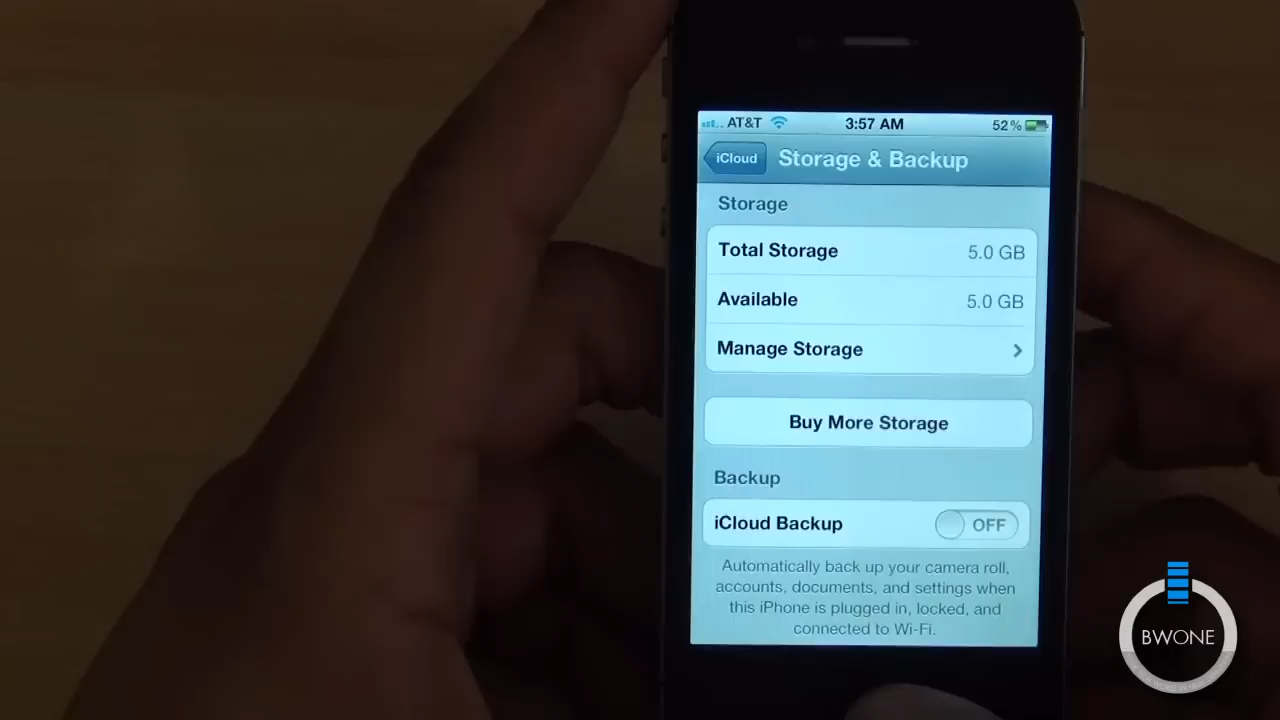 AT&T 3:57 AM 52%
iCloud Storage & Backup
Storage
Total Storage 5.0 GB
Available 5.0 GB
Manage Storage
Buy More Storage
Backup
iCloud Backup OFF
Automatically back up your camera roll,
accounts, documents, and settings when
this iPhone is plugged in, locked, and
connected to Wi-Fi.
BWONE